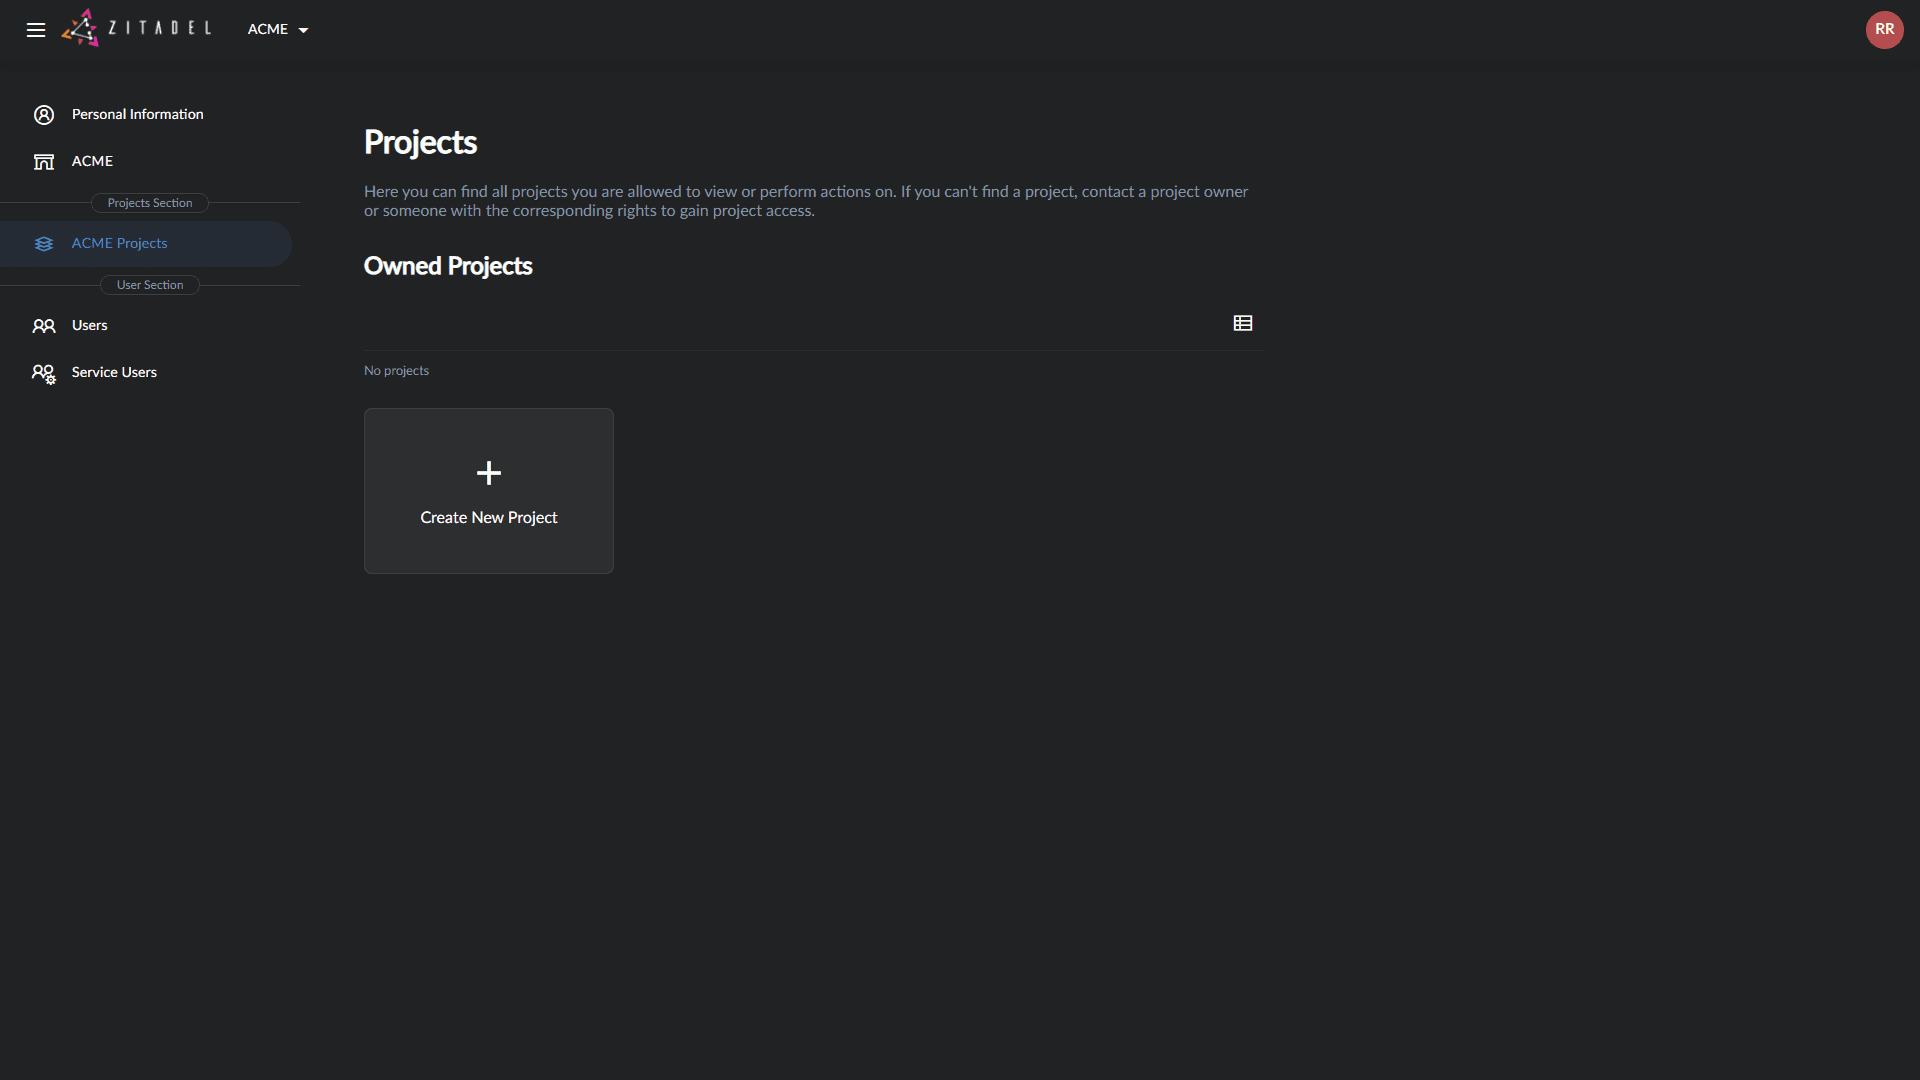 ZITADEL
ACME
RR
Personal Information
ACME
Projects Section
ACME Projects
User Section
Users
Service Users
Projects
Here you can find all projects you are allowed to view or perform actions on. If you can't find a project, contact a project owner
or someone with the corresponding rights to gain project access.
Owned Projects
No projects
Create New Project